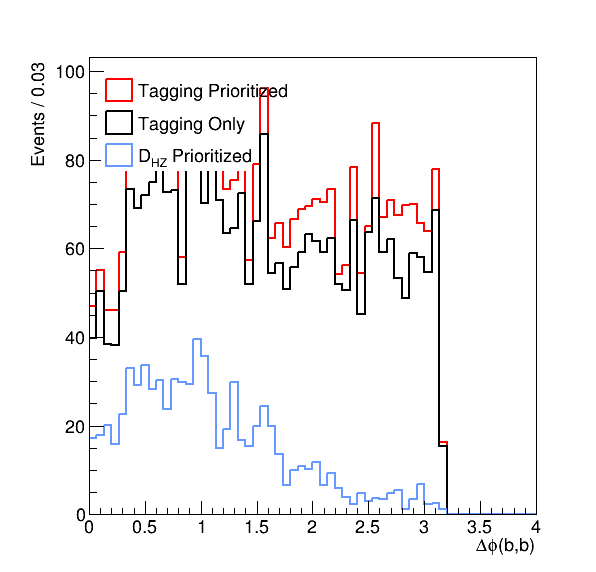 Events / 0.03
100
80
60
40
20
0
Tagging Prioritized
Tagging Only
D_HZ Prioritized
0 0.5 1 1.5 2 2.5 3 3.5 4
Δϕ(b,b)